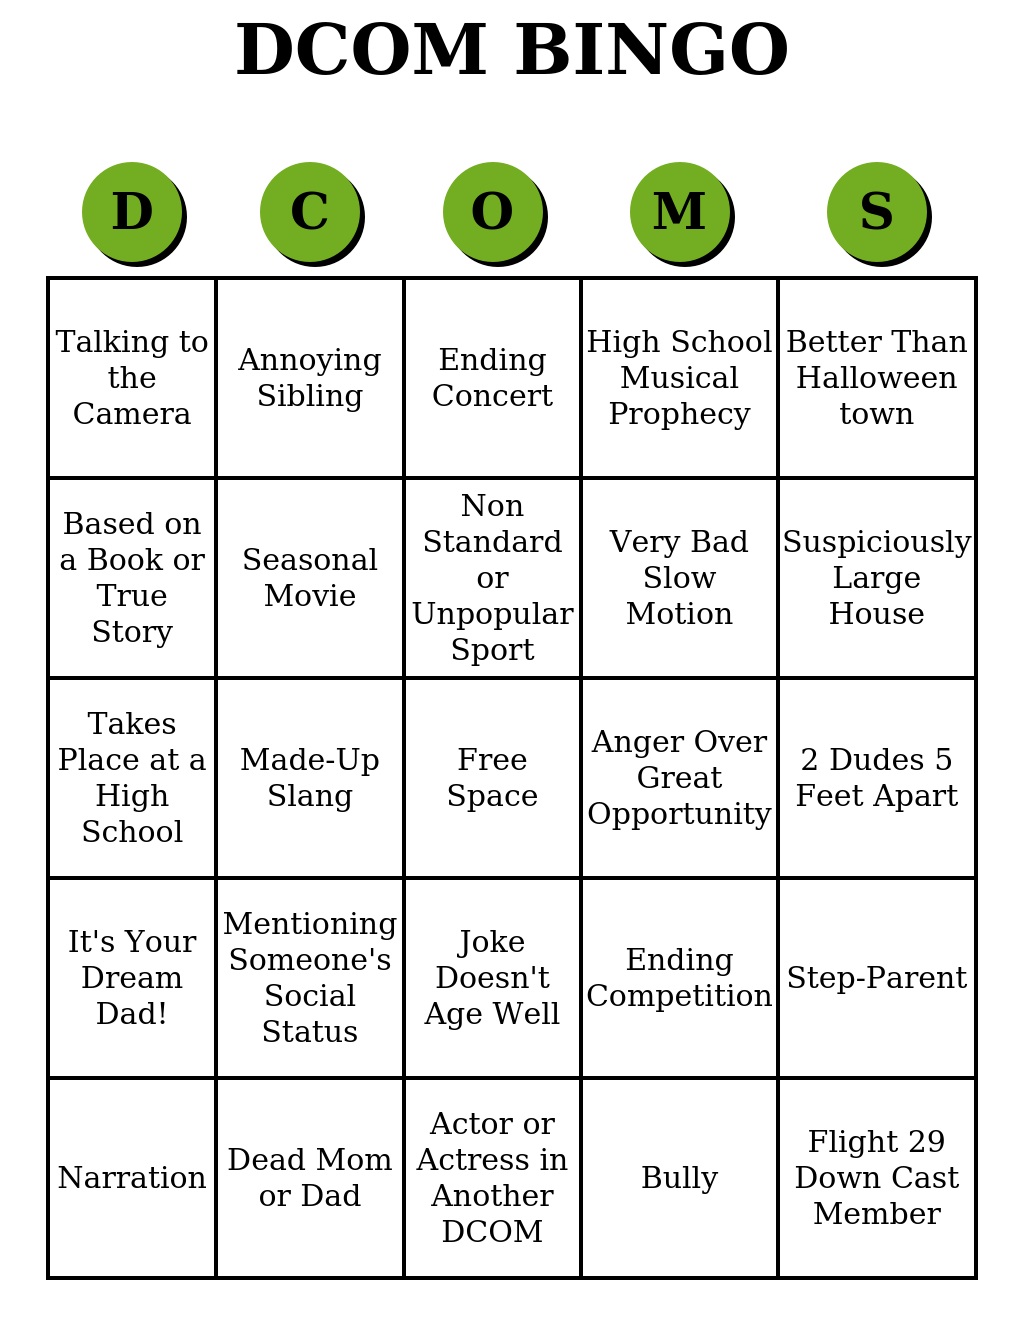 DCOM BINGO
D
C
O
M
S
Talking to
the
Camera
Annoying
Sibling
Ending
Concert
High School
Musical
Prophecy
Better Than
Halloween
town
Based on
a Book or
True
Story
Seasonal
Movie
Non
Standard
or
Unpopular
Sport
Very Bad
Slow
Motion
Suspiciously
Large
House
Takes
Place at a
High
School
Made-Up
Slang
Free
Space
Anger Over
Great
Opportunity
2 Dudes 5
Feet Apart
It's Your
Dream
Dad!
Mentioning
Someone's
Social
Status
Joke
Doesn't
Age Well
Ending
Competition
Step-Parent
Narration
Dead Mom
or Dad
Actor or
Actress in
Another
DCOM
Bully
Flight 29
Down Cast
Member